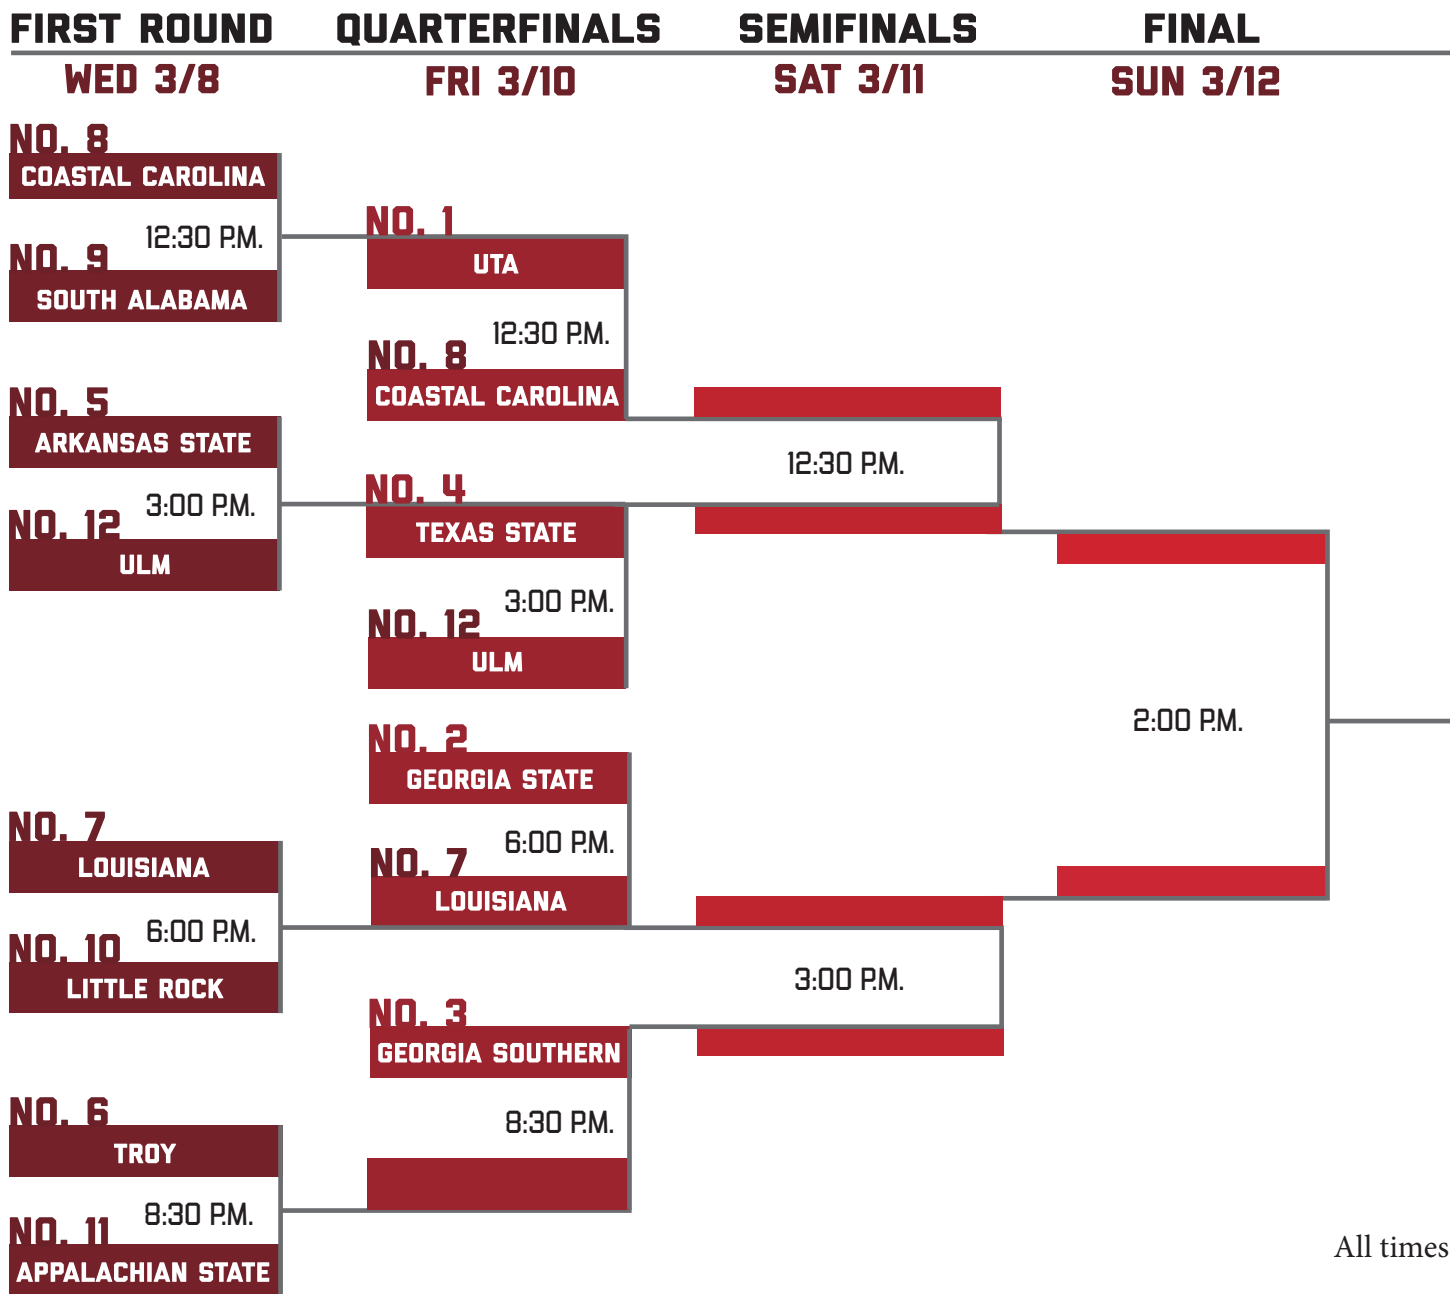 FIRST ROUND
WED 3/8
NO. 8
COASTAL CAROLINA
12:30 P.M.
NO. 9
SOUTH ALABAMA
NO. 5
ARKANSAS STATE
3:00 P.M.
NO. 12
ULM
NO. 7
LOUISIANA
6:00 P.M.
NO. 10
LITTLE ROCK
NO. 6
TROY
8:30 P.M.
NO. 11
APPALACHIAN STATE
QUARTERFINALS
FRI 3/10
NO. 1
UTA
12:30 P.M.
NO. 8
COASTAL CAROLINA
NO. 4
TEXAS STATE
3:00 P.M.
NO. 12
ULM
NO. 2
GEORGIA STATE
6:00 P.M.
NO. 7
LOUISIANA
NO. 3
GEORGIA SOUTHERN
8:30 P.M.
SEMIFINALS
SAT 3/11
12:30 P.M.
3:00 P.M.
FINAL
SUN 3/12
2:00 P.M.
All times